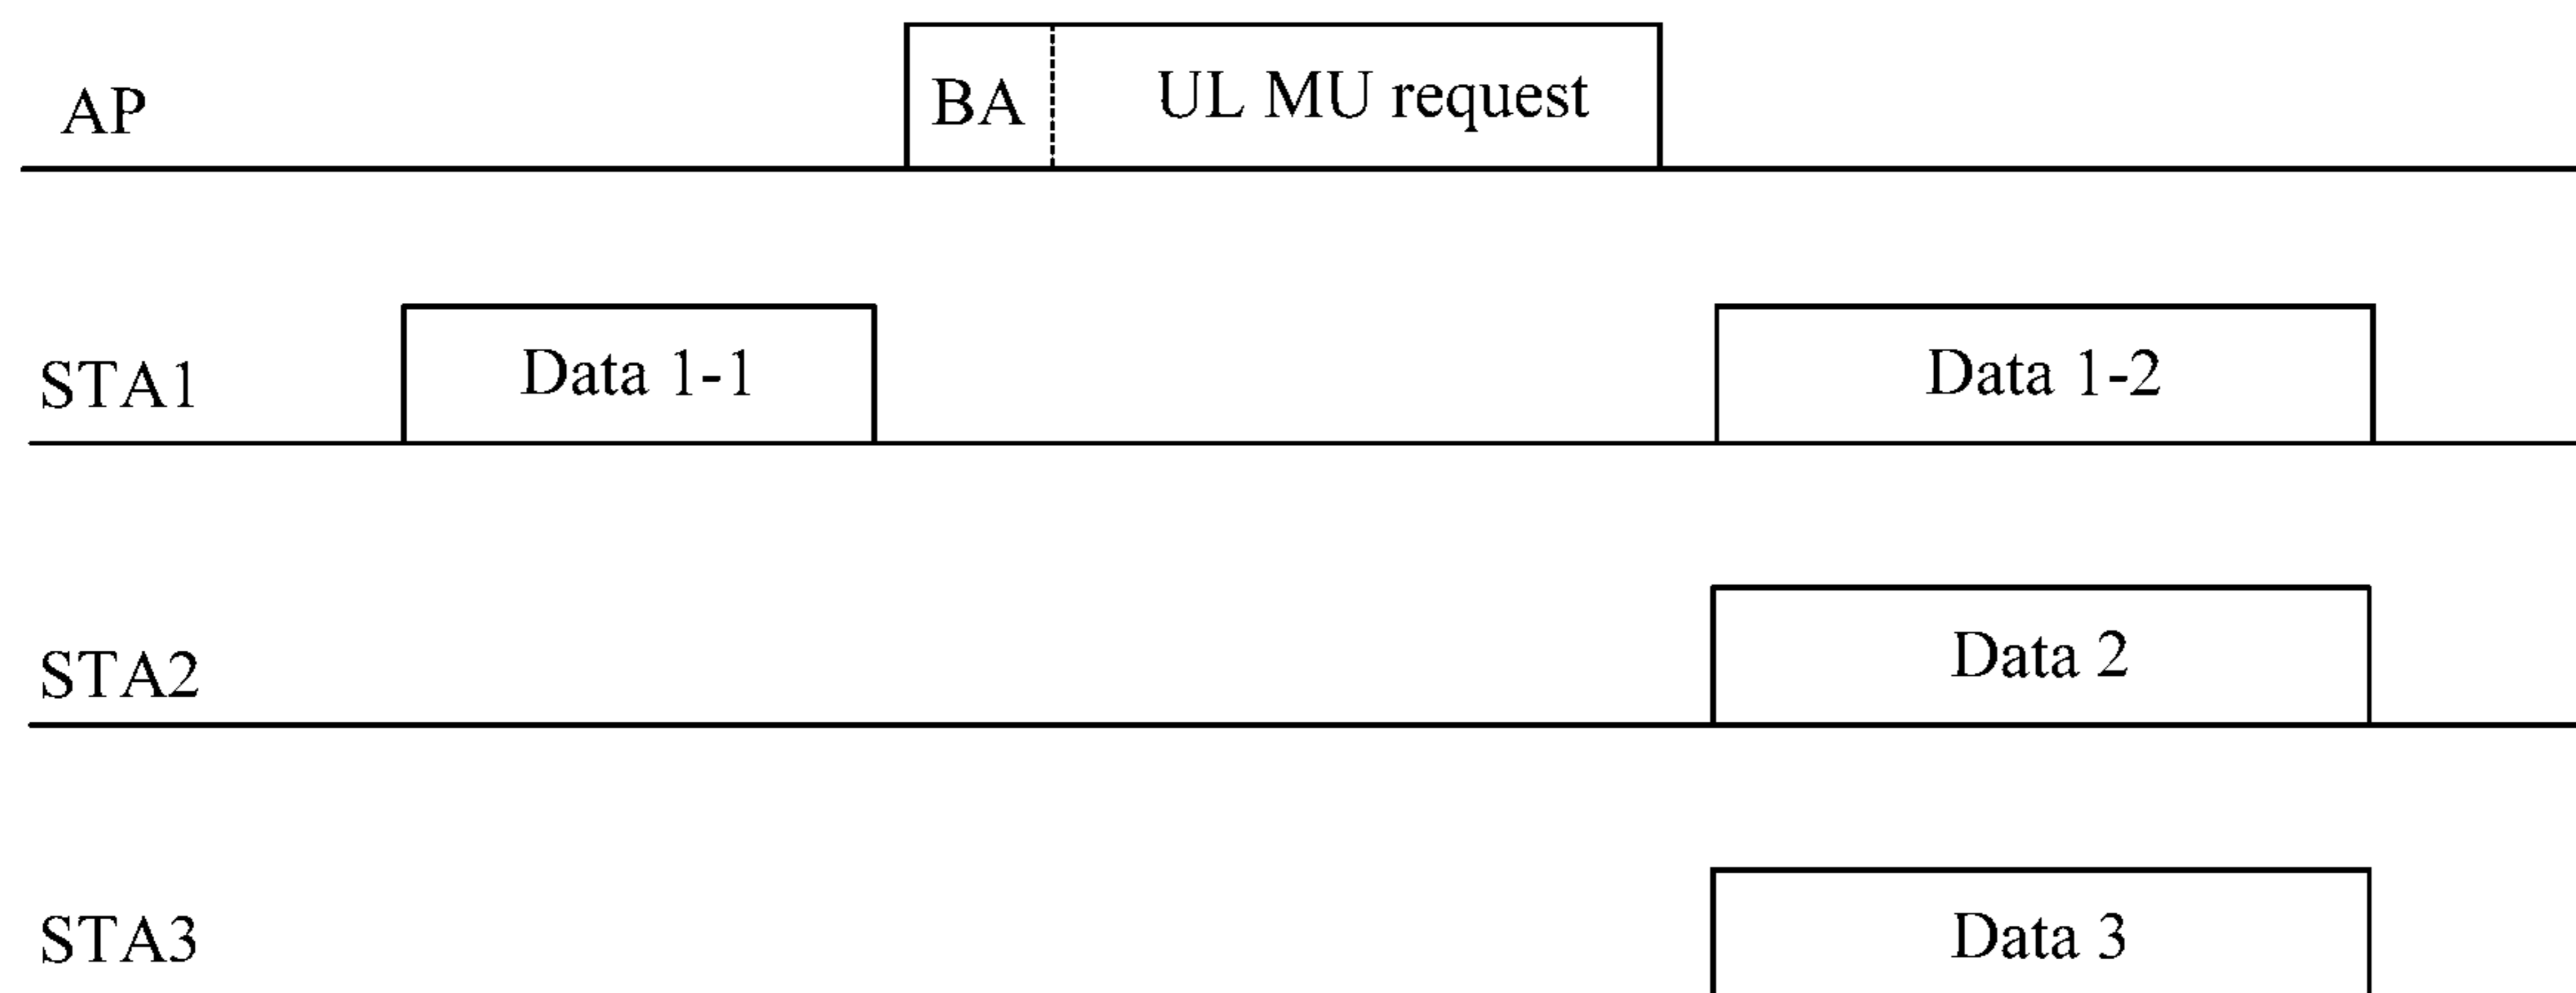 AP BA UL MU request
STA1 Data 1-1 Data 1-2
STA2 Data 2
STA3 Data 3